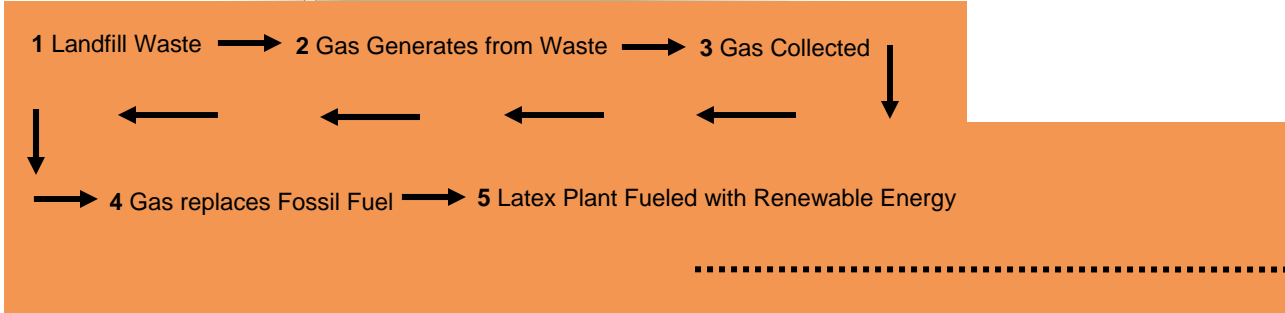 1 Landfill Waste 2 Gas Generates from Waste 3 Gas Collected
4 Gas replaces Fossil Fuel 5 Latex Plant Fueled with Renewable Energy